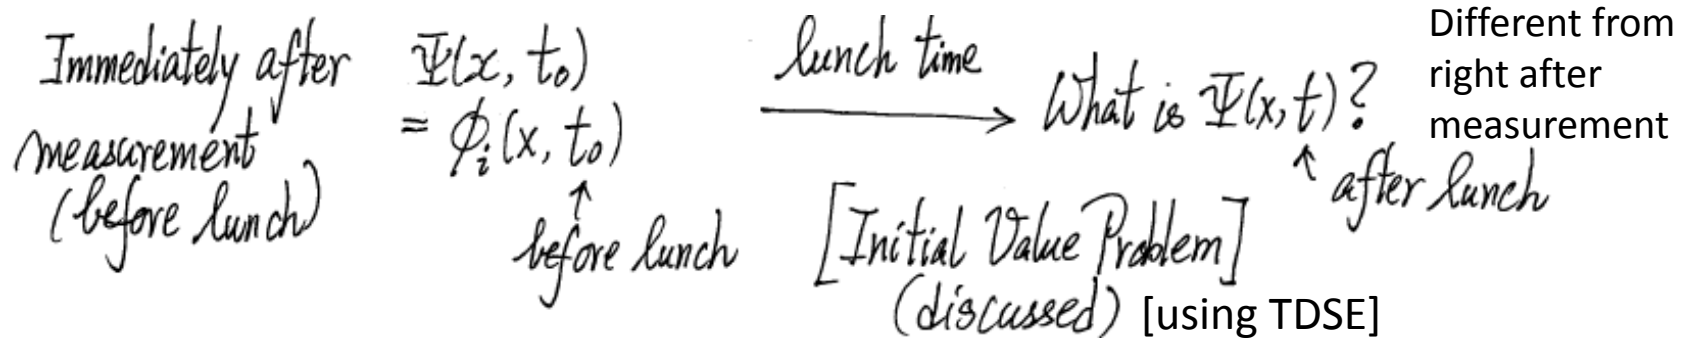 Immediately after
measurement
(before lunch)
Ψ(x, t₀)
= ϕᵢ(x, t₀)
↑
before lunch
lunch time
⟶
What is Ψ(x, t)?
↑ after lunch
[Initial Value Problem]
(discussed) [using TDSE]
Different from
right after
measurement